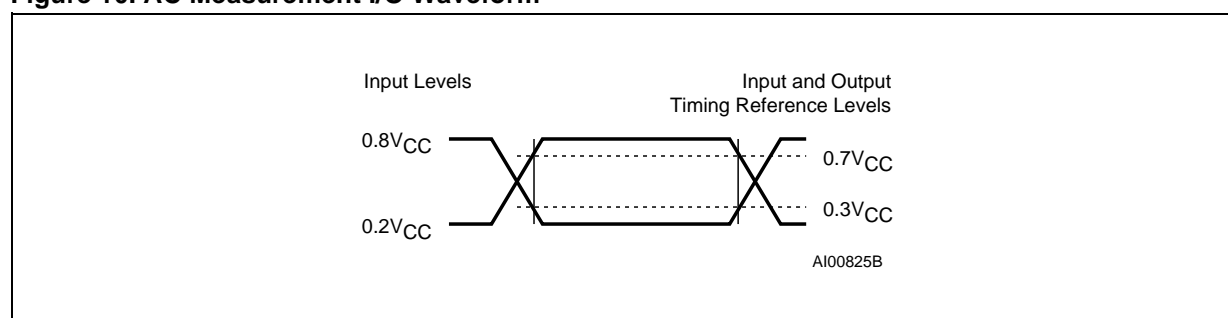 Input Levels
Input and Output
Timing Reference Levels
0.8VCC
0.7VCC
0.3VCC
0.2VCC
AI00825B